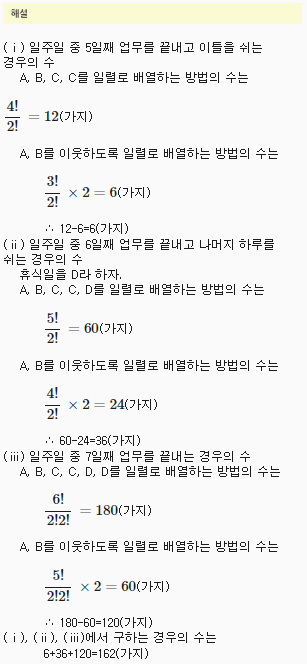 해설
(ⅰ) 일주일 중 5일째 업무를 끝내고 이틀을 쉬는
경우의 수
A, B, C, C를 일렬로 배열하는 방법의 수는
4!/2! = 12(가지)
A, B를 이웃하도록 일렬로 배열하는 방법의 수는
3!/2! × 2 = 6(가지)
∴ 12-6=6(가지)
(ⅱ) 일주일 중 6일째 업무를 끝내고 나머지 하루를
쉬는 경우의 수
휴식일을 D라 하자.
A, B, C, C, D를 일렬로 배열하는 방법의 수는
5!/2! = 60(가지)
A, B를 이웃하도록 일렬로 배열하는 방법의 수는
4!/2! × 2 = 24(가지)
∴ 60-24=36(가지)
(ⅲ) 일주일 중 7일째 업무를 끝내는 경우의 수
A, B, C, C, D, D를 일렬로 배열하는 방법의 수는
6!/2!2! = 180(가지)
A, B를 이웃하도록 일렬로 배열하는 방법의 수는
5!/2!2! × 2 = 60(가지)
∴ 180-60=120(가지)
(ⅰ), (ⅱ), (ⅲ)에서 구하는 경우의 수는
6+36+120=162(가지)